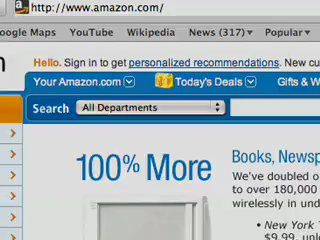 http://www.amazon.com/
oogle Maps YouTube Wikipedia News (317) Popular
Hello. Sign in to get personalized recommendations. New cu
Your Amazon.com Today's Deals Gifts & W
Search All Departments
100% More
Books, Newsp
We've doubled o
to over 180,000
wirelessly in und
• New York T
$9.99, unl